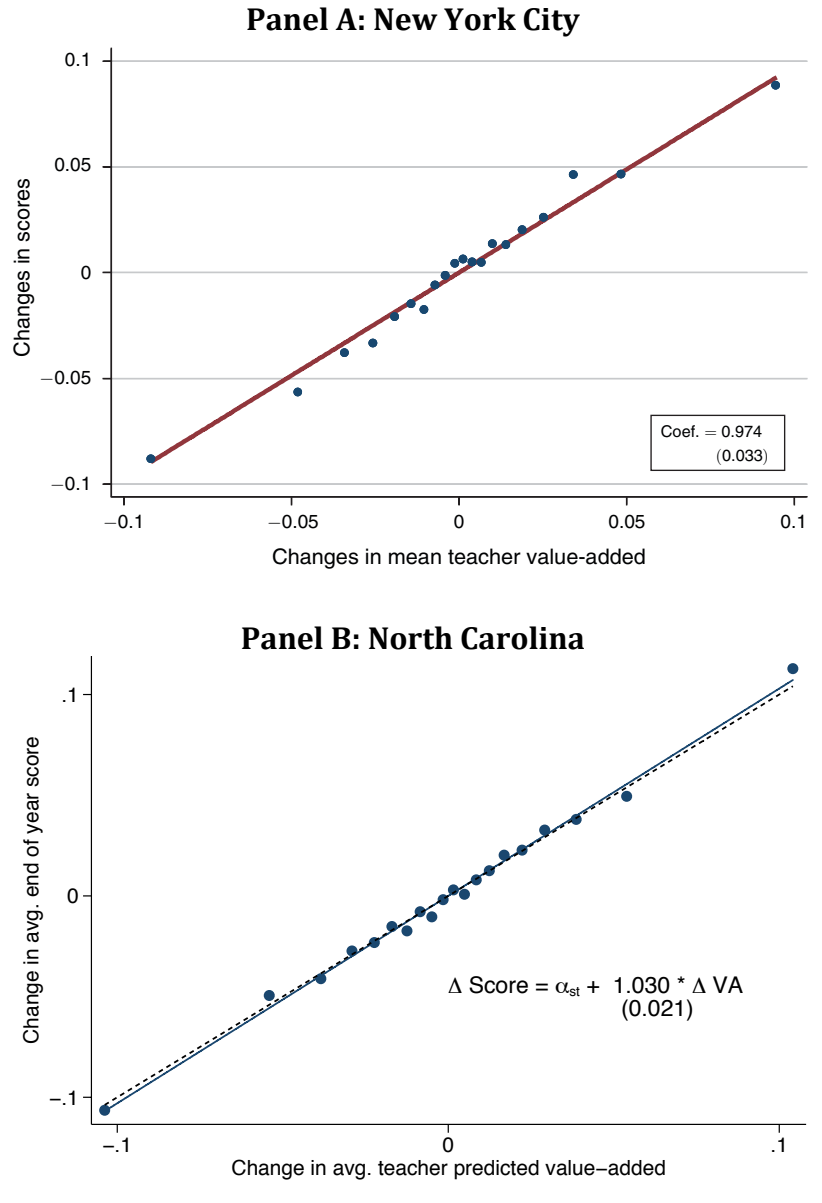 Panel A: New York City
0.1
0.05
0
−0.05
−0.1
Changes in scores
Coef. = 0.974
(0.033)
−0.1
−0.05
0
0.05
0.1
Changes in mean teacher value-added
Panel B: North Carolina
.1
0
−.1
Change in avg. end of year score
Δ Score = αst + 1.030 * Δ VA
(0.021)
−.1
0
.1
Change in avg. teacher predicted value−added